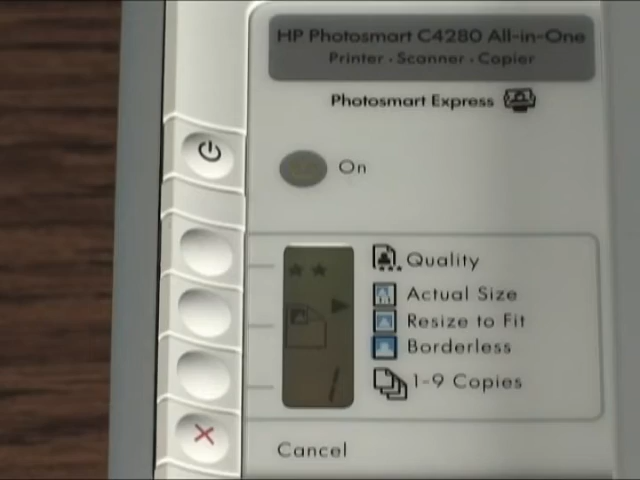 HP Photosmart C4280 All-in-One
Printer · Scanner · Copier
Photosmart Express
On
Quality
Actual Size
Resize to Fit
Borderless
1-9 Copies
Cancel